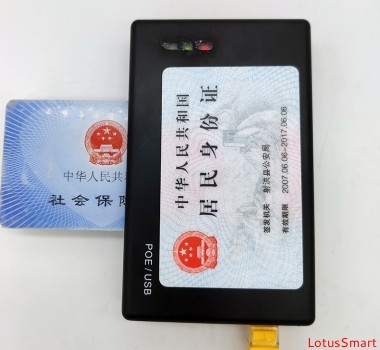 中华人民共和国
居民身份证
签发机关 射洪县公安局
有效期限 2007.06.06-2017.06.06
中华人民共
社会保障
POE/USB
LotusSmart